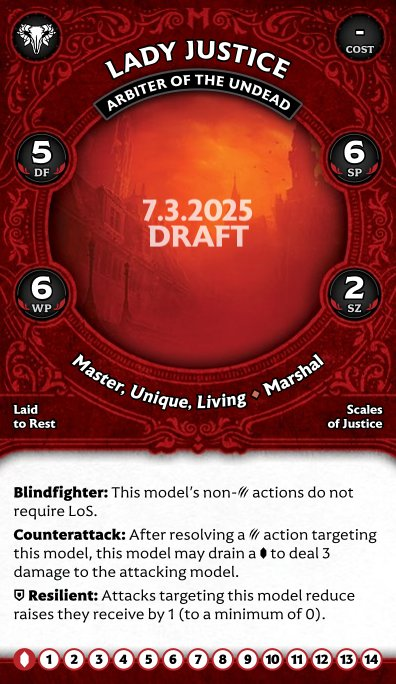 -
COST
LADY JUSTICE
ARBITER OF THE UNDEAD
5
DF
6
SP
7.3.2025
DRAFT
6
WP
2
SZ
Master, Unique, Living ♦ Marshal
Laid
to Rest
Scales
of Justice
Blindfighter: This model's non- actions do not
require LoS.
Counterattack: After resolving a action targeting
this model, this model may drain a to deal 3
damage to the attacking model.
Resilient: Attacks targeting this model reduce
raises they receive by 1 (to a minimum of 0).
1 2 3 4 5 6 7 8 9 10 11 12 13 14